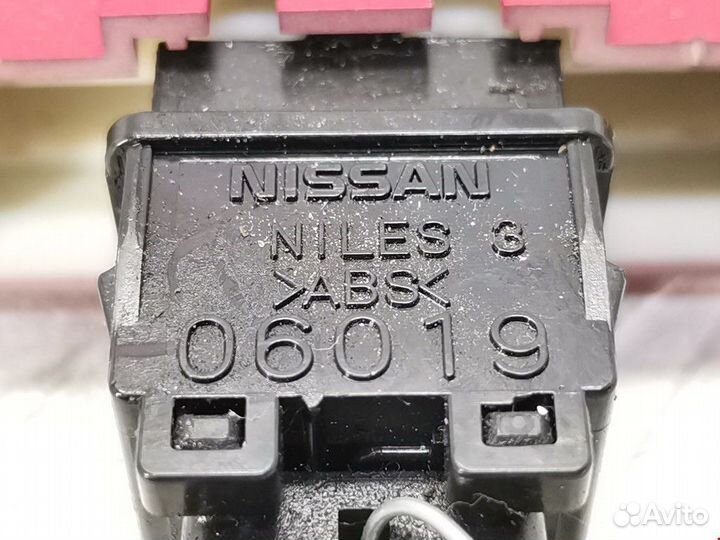 NISSAN
NILES 3
>ABS<
06019
Avito